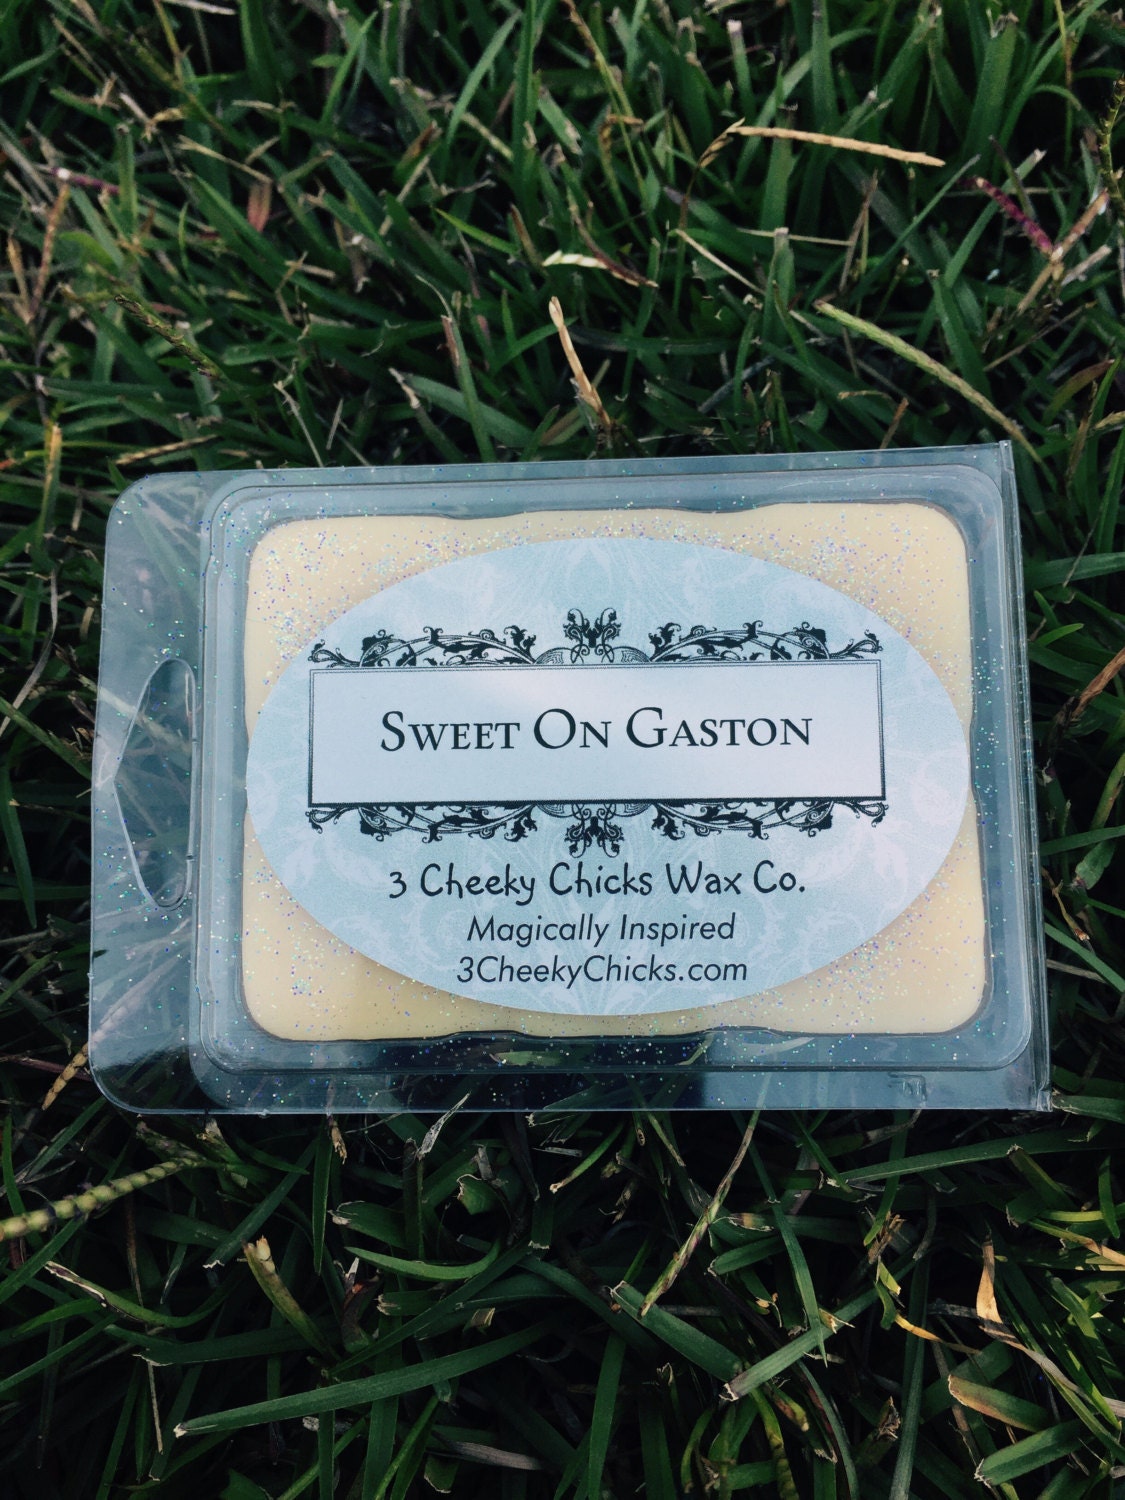 Sweet On Gaston
3 Cheeky Chicks Wax Co.
Magically Inspired
3CheekyChicks.com